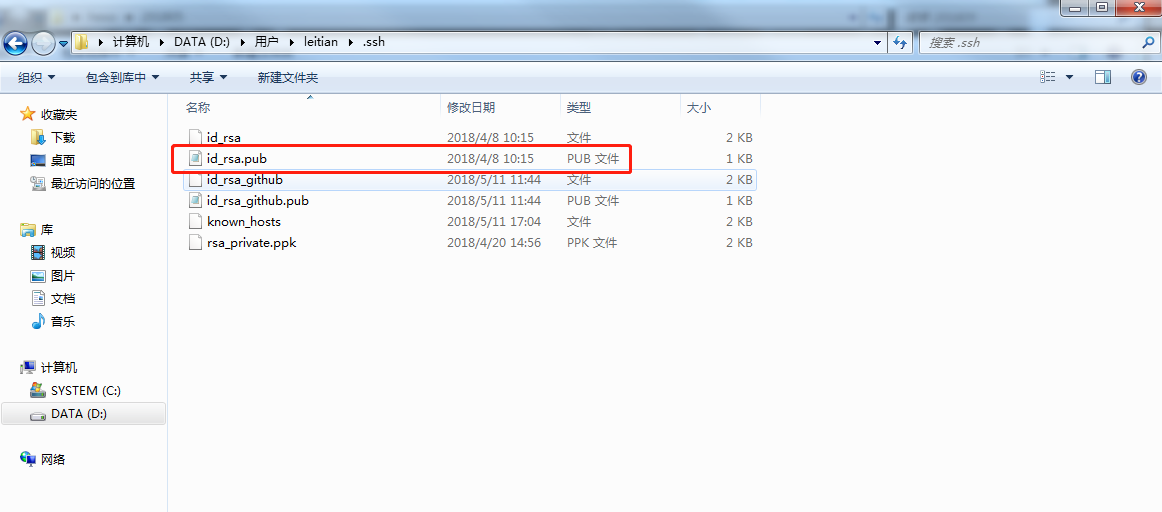 计算机 ▸ DATA (D:) ▸ 用户 ▸ leitian ▸ .ssh
搜索 .ssh
组织 包含到库中 共享 新建文件夹
收藏夹
下载
桌面
最近访问的位置
库
视频
图片
文档
音乐
计算机
SYSTEM (C:)
DATA (D:)
网络
名称 修改日期 类型 大小
id_rsa 2018/4/8 10:15 文件 2 KB
id_rsa.pub 2018/4/8 10:15 PUB 文件 1 KB
id_rsa_github 2018/5/11 11:44 文件 2 KB
id_rsa_github.pub 2018/5/11 11:44 PUB 文件 1 KB
known_hosts 2018/5/11 17:04 文件 2 KB
rsa_private.ppk 2018/4/20 14:56 PPK 文件 2 KB